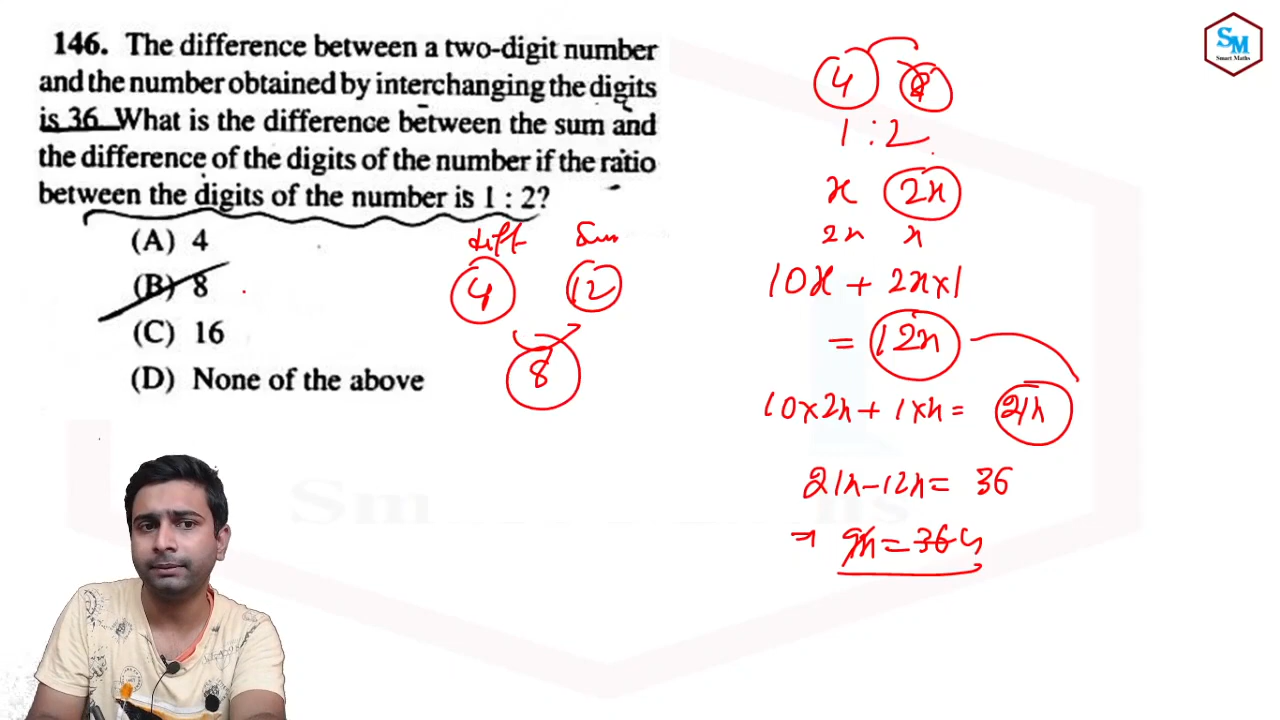 146. The difference between a two-digit number
and the number obtained by interchanging the digits
is 36. What is the difference between the sum and
the difference of the digits of the number if the ratio
between the digits of the number is 1 : 2?
(A) 4
(B) 8
(C) 16
(D) None of the above
diff Sum
4 12
8
4 8
1 : 2
x 2x
2x x
10x + 2x×1
= 12x
10×2x + 1×x = 21x
21x-12x = 36
⇒ 9x = 36 4
SM
Smart Maths